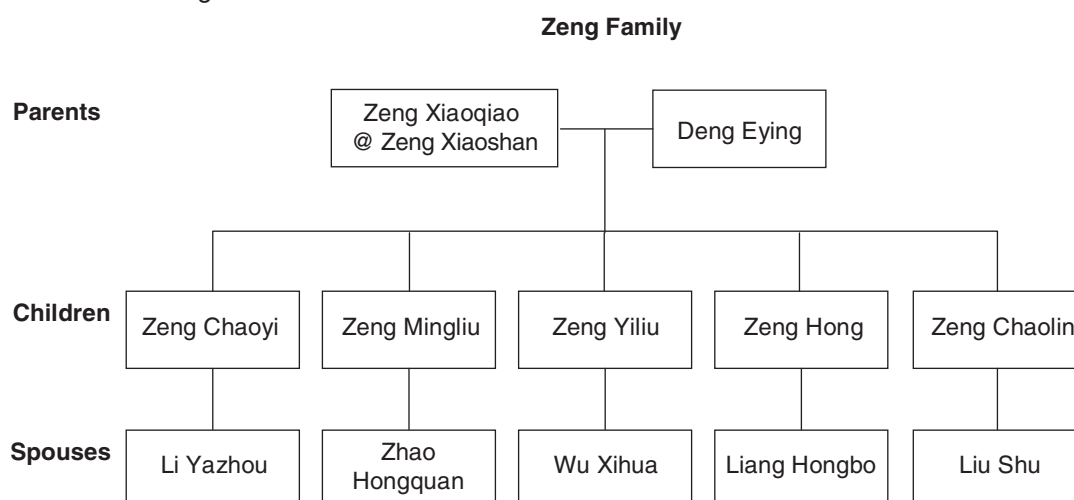 Zeng Family
Parents
Zeng Xiaoqiao
@ Zeng Xiaoshan
Deng Eying
Children
Zeng Chaoyi
Zeng Mingliu
Zeng Yiliu
Zeng Hong
Zeng Chaolin
Spouses
Li Yazhou
Zhao
Hongquan
Wu Xihua
Liang Hongbo
Liu Shu